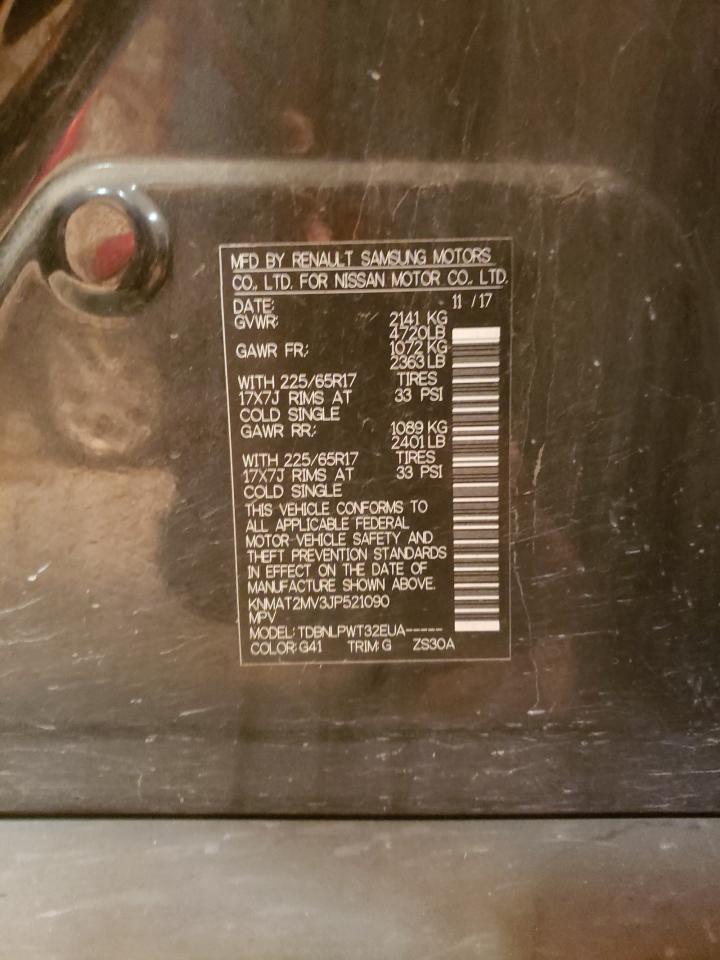 MFD BY RENAULT SAMSUNG MOTORS
CO., LTD. FOR NISSAN MOTOR CO., LTD.
DATE: 11 /17
GVWR: 2141 KG
4720LB
GAWR FR: 1072 KG
2363 LB
WITH 225/65R17 TIRES
17X7J RIMS AT 33 PSI
COLD SINGLE
GAWR RR: 1089 KG
2401 LB
WITH 225/65R17 TIRES
17X7J RIMS AT 33 PSI
COLD SINGLE
THIS VEHICLE CONFORMS TO
ALL APPLICABLE FEDERAL
MOTOR VEHICLE SAFETY AND
THEFT PREVENTION STANDARDS
IN EFFECT ON THE DATE OF
MANUFACTURE SHOWN ABOVE.
KNMAT2MV3JP521090
MPV
MODEL: TDBNLPWT32EUA-----
COLOR: G41 TRIM: G ZS30A